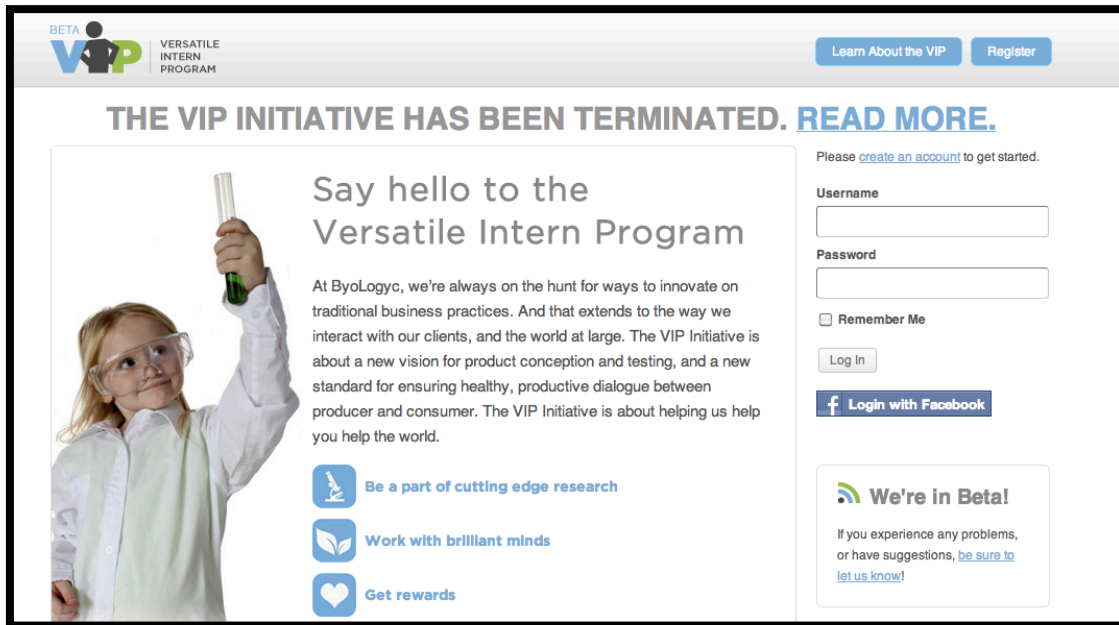 BETA
VIP
VERSATILE
INTERN
PROGRAM
Learn About the VIP
Register
THE VIP INITIATIVE HAS BEEN TERMINATED. READ MORE.
Say hello to the
Versatile Intern Program
At ByoLogyc, we're always on the hunt for ways to innovate on
traditional business practices. And that extends to the way we
interact with our clients, and the world at large. The VIP Initiative is
about a new vision for product conception and testing, and a new
standard for ensuring healthy, productive dialogue between
producer and consumer. The VIP Initiative is about helping us help
you help the world.
Be a part of cutting edge research
Work with brilliant minds
Get rewards
Please create an account to get started.
Username
Password
Remember Me
Log In
f Login with Facebook
We're in Beta!
If you experience any problems,
or have suggestions, be sure to
let us know!